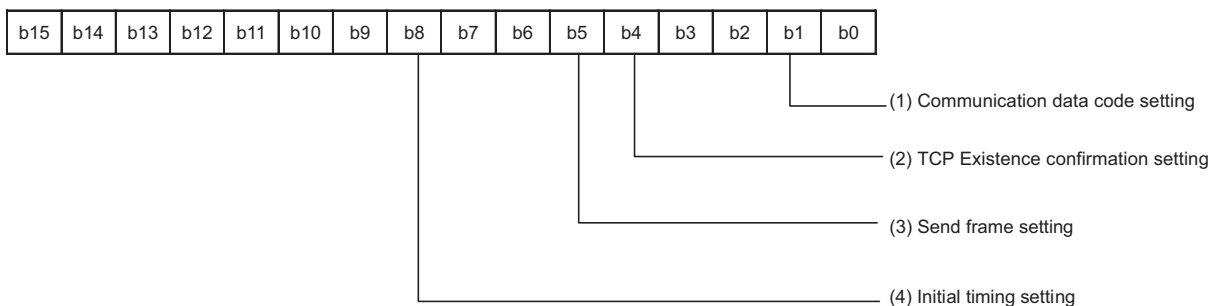 b15 b14 b13 b12 b11 b10 b9 b8 b7 b6 b5 b4 b3 b2 b1 b0
(1) Communication data code setting
(2) TCP Existence confirmation setting
(3) Send frame setting
(4) Initial timing setting